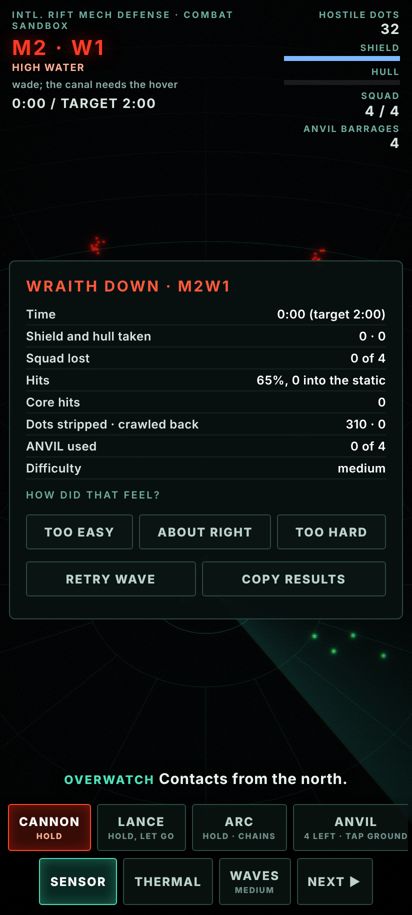 INTL. RIFT MECH DEFENSE · COMBAT
SANDBOX
M2 · W1
HIGH WATER
wade; the canal needs the hover
0:00 / TARGET 2:00
HOSTILE DOTS
32
SHIELD
HULL
SQUAD
4 / 4
ANVIL BARRAGES
4
WRAITH DOWN · M2W1
Time 0:00 (target 2:00)
Shield and hull taken 0 · 0
Squad lost 0 of 4
Hits 65%, 0 into the static
Core hits 0
Dots stripped · crawled back 310 · 0
ANVIL used 0 of 4
Difficulty medium
HOW DID THAT FEEL?
TOO EASY ABOUT RIGHT TOO HARD
RETRY WAVE COPY RESULTS
OVERWATCH Contacts from the north.
CANNON LANCE ARC ANVIL
HOLD HOLD, LET GO HOLD · CHAINS 4 LEFT · TAP GROUND
SENSOR THERMAL WAVES NEXT ▶
MEDIUM